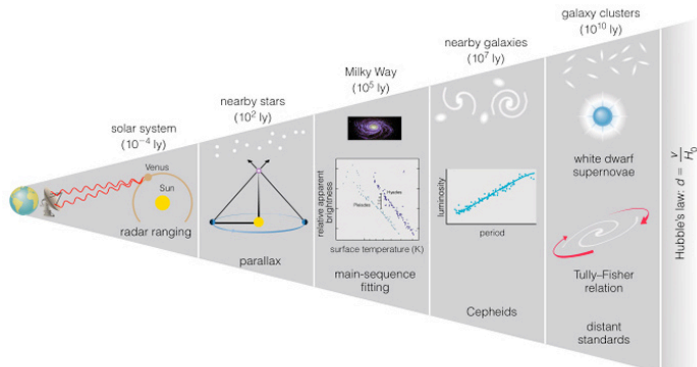 solar system
(10⁻⁴ ly)
Venus
Sun
radar ranging
nearby stars
(10² ly)
parallax
Milky Way
(10⁵ ly)
relative apparent
brightness
Hyades
Pleiades
surface temperature (K)
main-sequence
fitting
nearby galaxies
(10⁷ ly)
luminosity
period
Cepheids
galaxy clusters
(10¹⁰ ly)
white dwarf
supernovae
Tully–Fisher
relation
distant
standards
Hubble's law: d = v/H₀